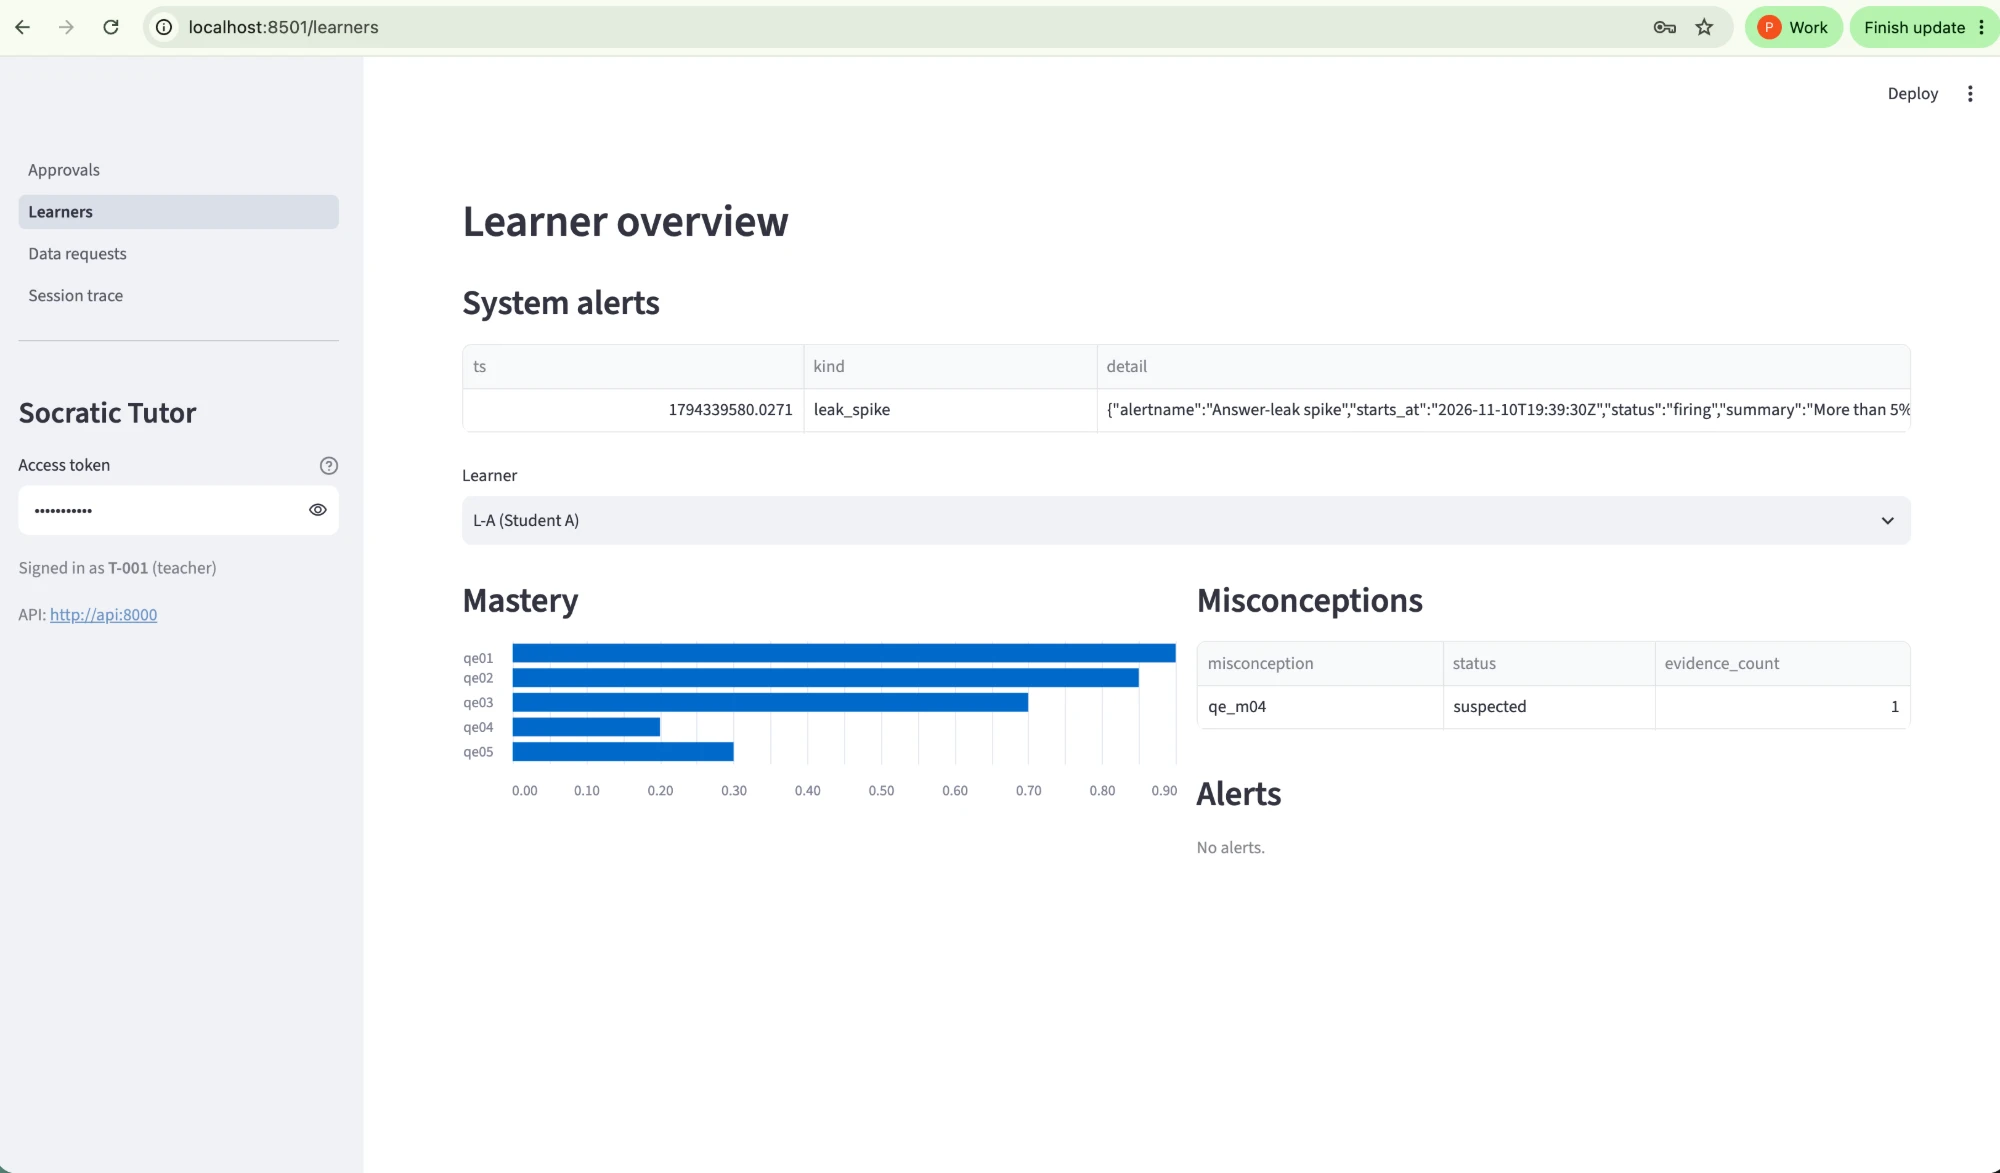 localhost:8501/learners
P Work
Finish update
Deploy
Approvals
Learners
Data requests
Session trace
Socratic Tutor
Access token
•••••••••••
Signed in as T-001 (teacher)
API: http://api:8000
Learner overview
System alerts
ts kind detail
1794339580.0271 leak_spike {"alertname":"Answer-leak spike","starts_at":"2026-11-10T19:39:30Z","status":"firing","summary":"More than 5%
Learner
L-A (Student A)
Mastery
qe01
qe02
qe03
qe04
qe05
0.00 0.10 0.20 0.30 0.40 0.50 0.60 0.70 0.80 0.90
Misconceptions
misconception status evidence_count
qe_m04 suspected 1
Alerts
No alerts.